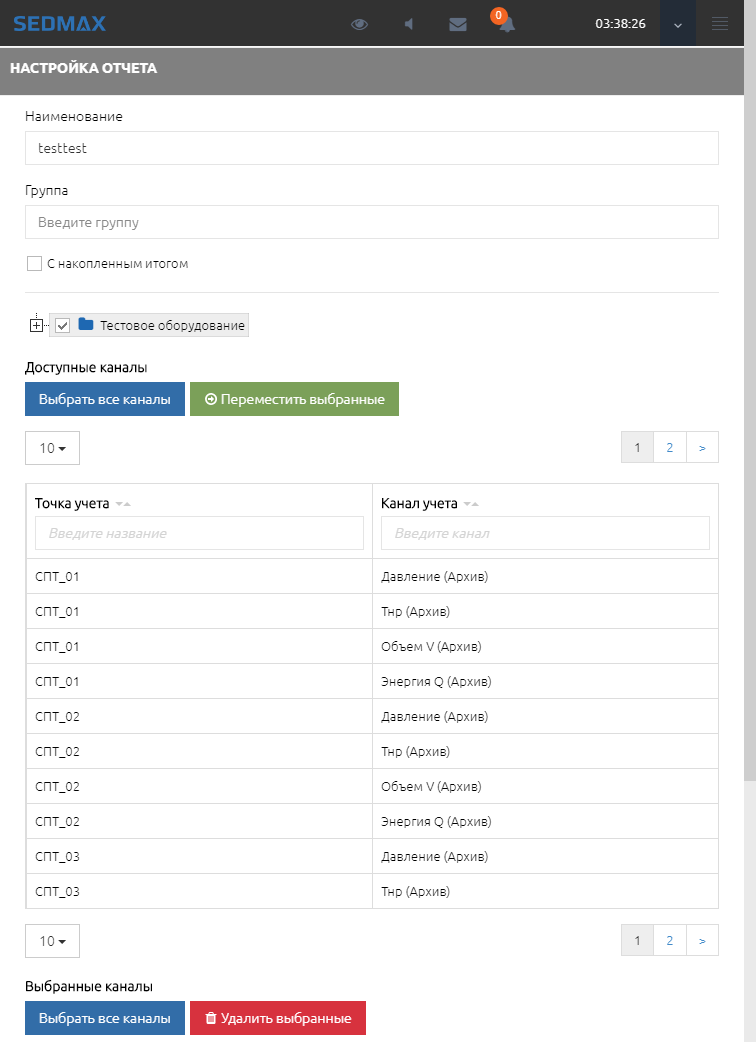 SEDMAX
0
03:38:26
НАСТРОЙКА ОТЧЕТА
Наименование
testtest
Группа
Введите группу
С накопленным итогом
Тестовое оборудование
Доступные каналы
Выбрать все каналы Переместить выбранные
10 1 2 >
Точка учета Канал учета
Введите название Введите канал
СПТ_01 Давление (Архив)
СПТ_01 Тнр (Архив)
СПТ_01 Объем V (Архив)
СПТ_01 Энергия Q (Архив)
СПТ_02 Давление (Архив)
СПТ_02 Тнр (Архив)
СПТ_02 Объем V (Архив)
СПТ_02 Энергия Q (Архив)
СПТ_03 Давление (Архив)
СПТ_03 Тнр (Архив)
10 1 2 >
Выбранные каналы
Выбрать все каналы Удалить выбранные